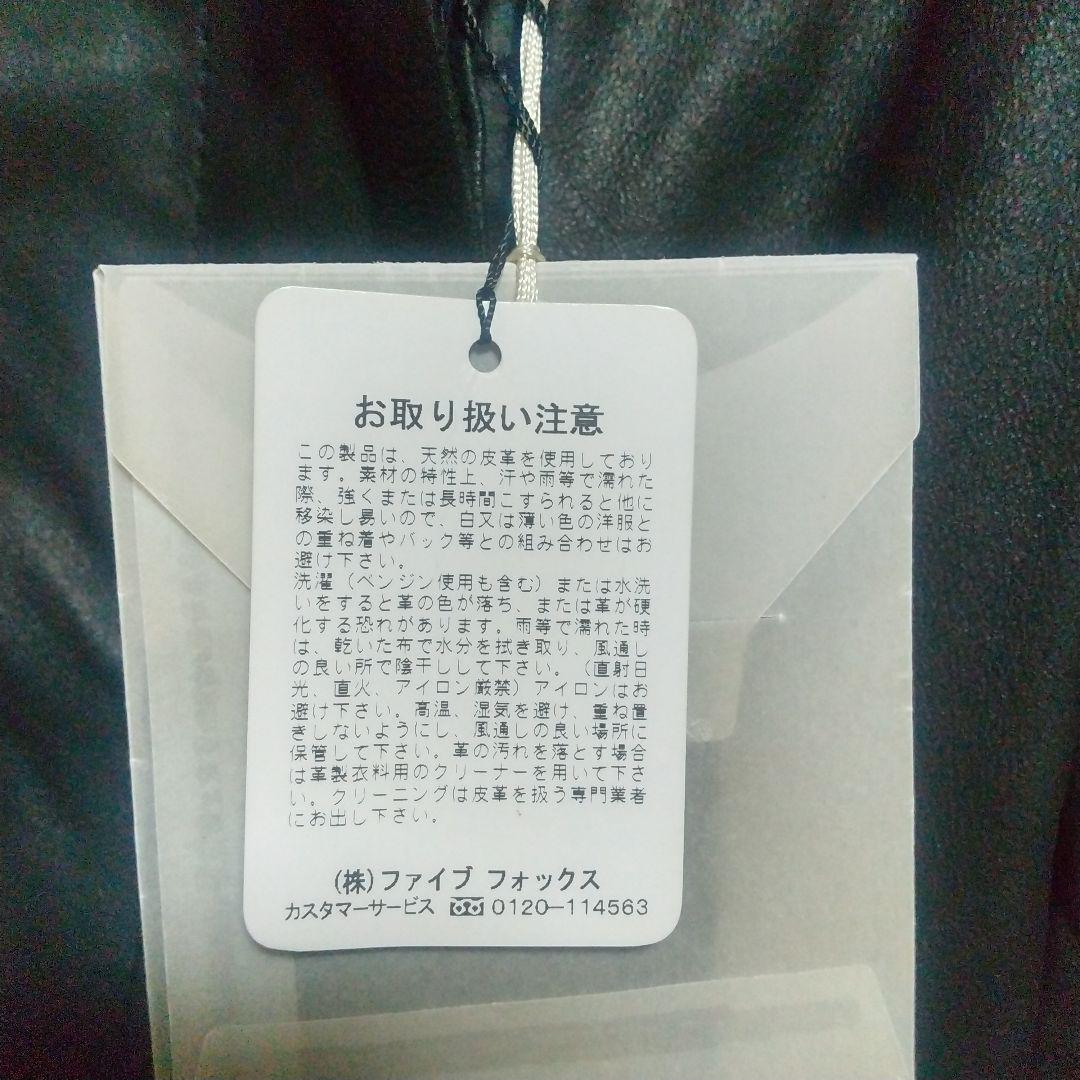 お取り扱い注意
この製品は、天然の皮革を使用しており
ます。素材の特性上、汗や雨等で濡れた
際、強くまたは長時間こすられると他に
移染し易いので、白又は薄い色の洋服と
の重ね着やバック等との組み合わせはお
避け下さい。
洗濯（ベンジン使用も含む）または水洗
いをすると革の色が落ち、または革が硬
化する恐れがあります。雨等で濡れた時
は、乾いた布で水分を拭き取り、風通し
の良い所で陰干しして下さい。（直射日
光、直火、アイロン厳禁）アイロンはお
避け下さい。高温、湿気を避け、重ね置
きしないようにし、風通しの良い場所に
保管して下さい。革の汚れを落とす場合
は革製衣料用のクリーナーを用いて下さ
い。クリーニングは皮革を扱う専門業者
にお出し下さい。
(株)ファイブ フォックス
カスタマーサービス 0120-114563